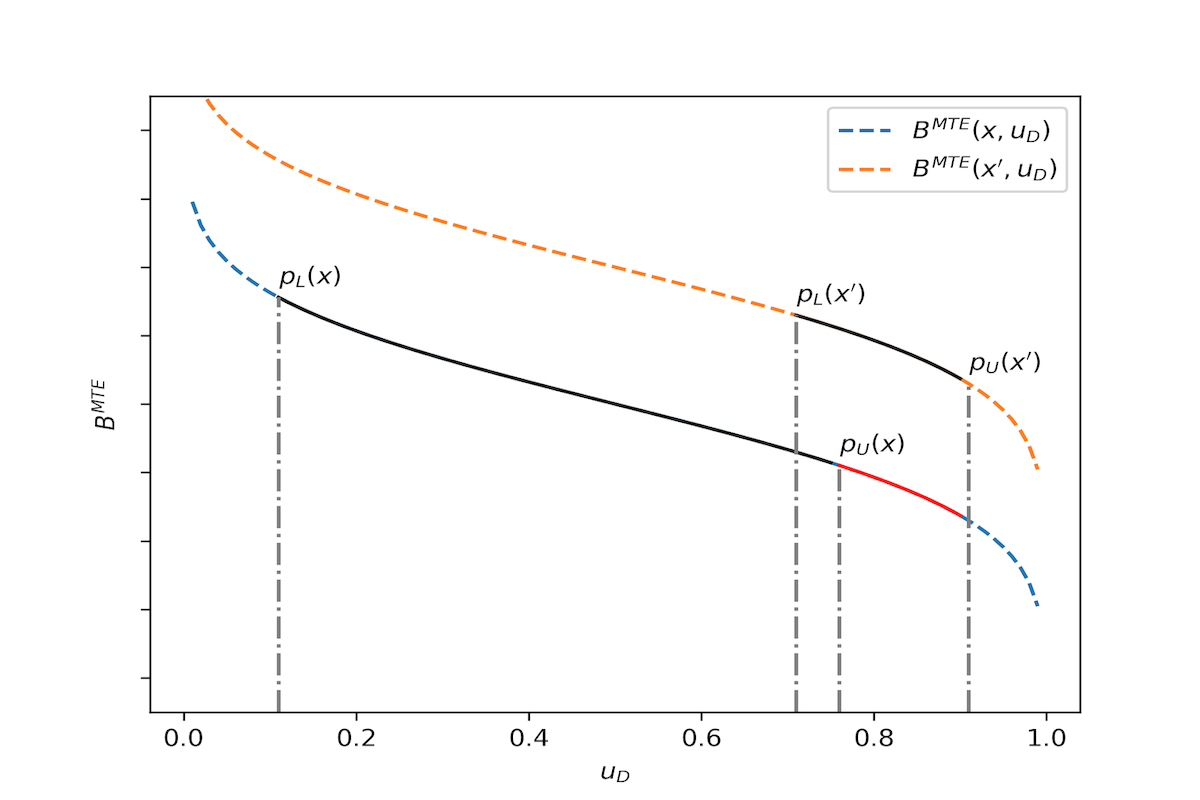 B^{MTE}(x, u_D)
B^{MTE}(x′, u_D)
p_L(x)
p_L(x′)
p_U(x′)
p_U(x)
B^{MTE}
0.0 0.2 0.4 0.6 0.8 1.0
u_D